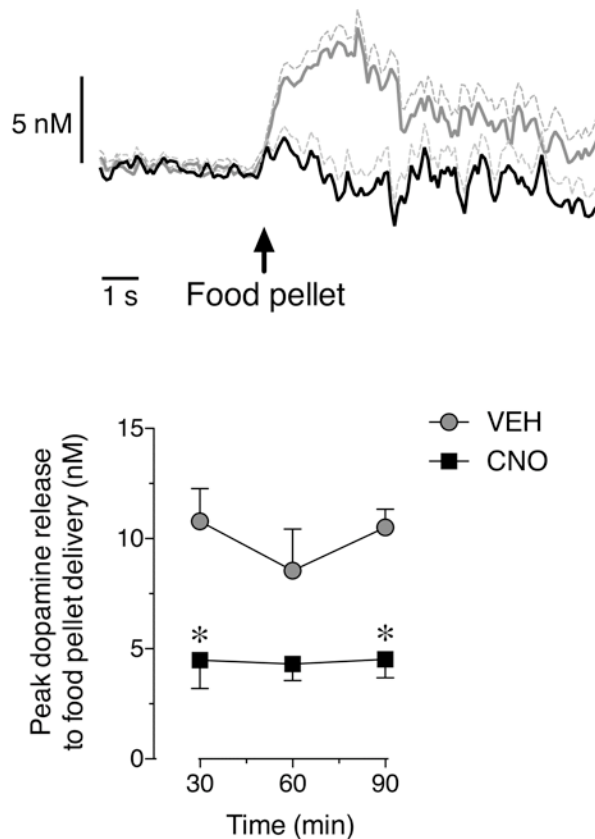 5 nM
1 s
Food pellet
VEH
CNO
Peak dopamine release
to food pellet delivery (nM)
15
10
5
0
*
*
30
60
90
Time (min)